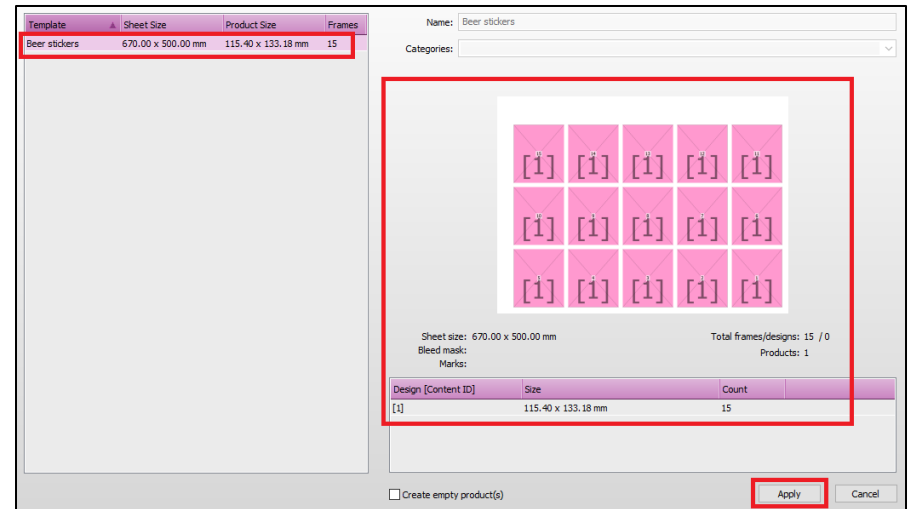 Template Sheet Size Product Size Frames
Beer stickers 670.00 x 500.00 mm 115.40 x 133.18 mm 15
Name: Beer stickers
Categories:
[1] [1] [1] [1] [1]
[1] [1] [1] [1] [1]
[1] [1] [1] [1] [1]
Sheet size: 670.00 x 500.00 mm Total frames/designs: 15 / 0
Bleed mask: Products: 1
Marks:
Design [Content ID] Size Count
[1] 115.40 x 133.18 mm 15
Create empty product(s) Apply Cancel